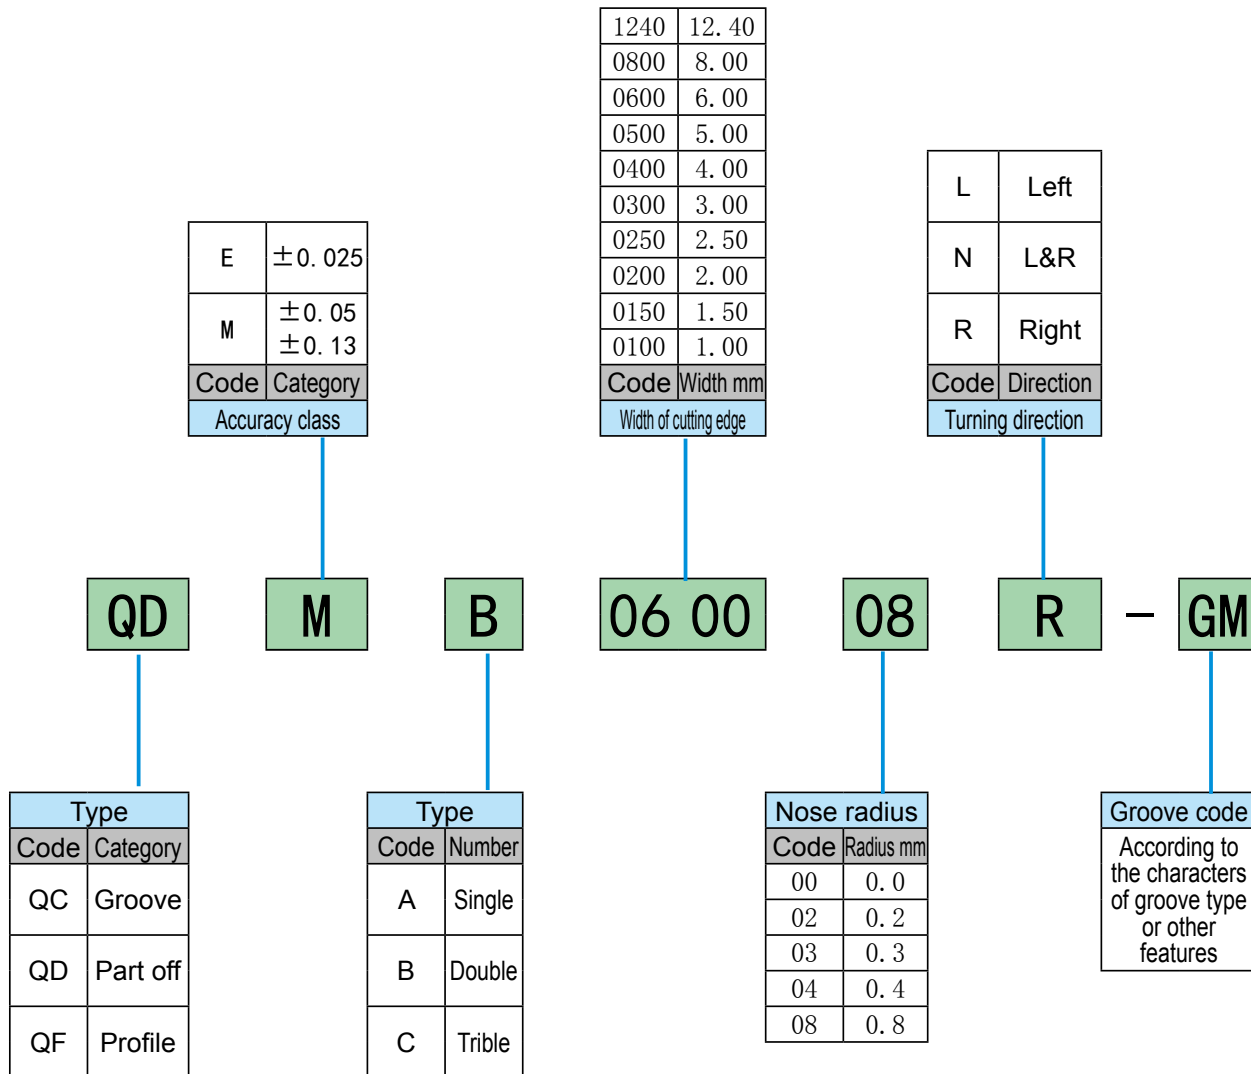 1240 12.40
0800 8.00
0600 6.00
0500 5.00
0400 4.00
0300 3.00
0250 2.50
0200 2.00
0150 1.50
0100 1.00
Code Width mm
Width of cutting edge
E ±0.025
M ±0.05
±0.13
Code Category
Accuracy class
L Left
N L&R
R Right
Code Direction
Turning direction
QD M B 06 00 08 R – GM
Type
Code Category
QC Groove
QD Part off
QF Profile
Type
Code Number
A Single
B Double
C Trible
Nose radius
Code Radius mm
00 0.0
02 0.2
03 0.3
04 0.4
08 0.8
Groove code
According to
the characters
of groove type
or other
features